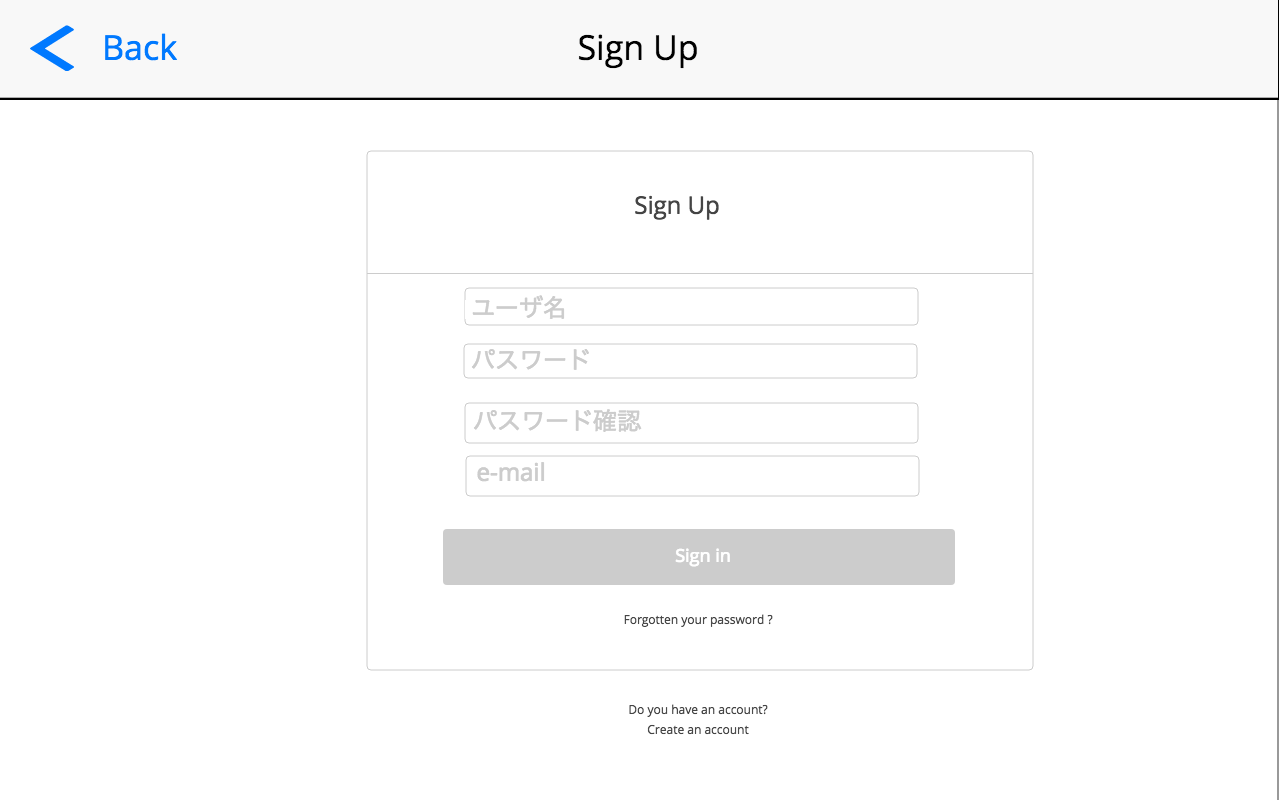 Back
Sign Up
Sign Up
ユーザ名
パスワード
パスワード確認
e-mail
Sign in
Forgotten your password ?
Do you have an account?
Create an account